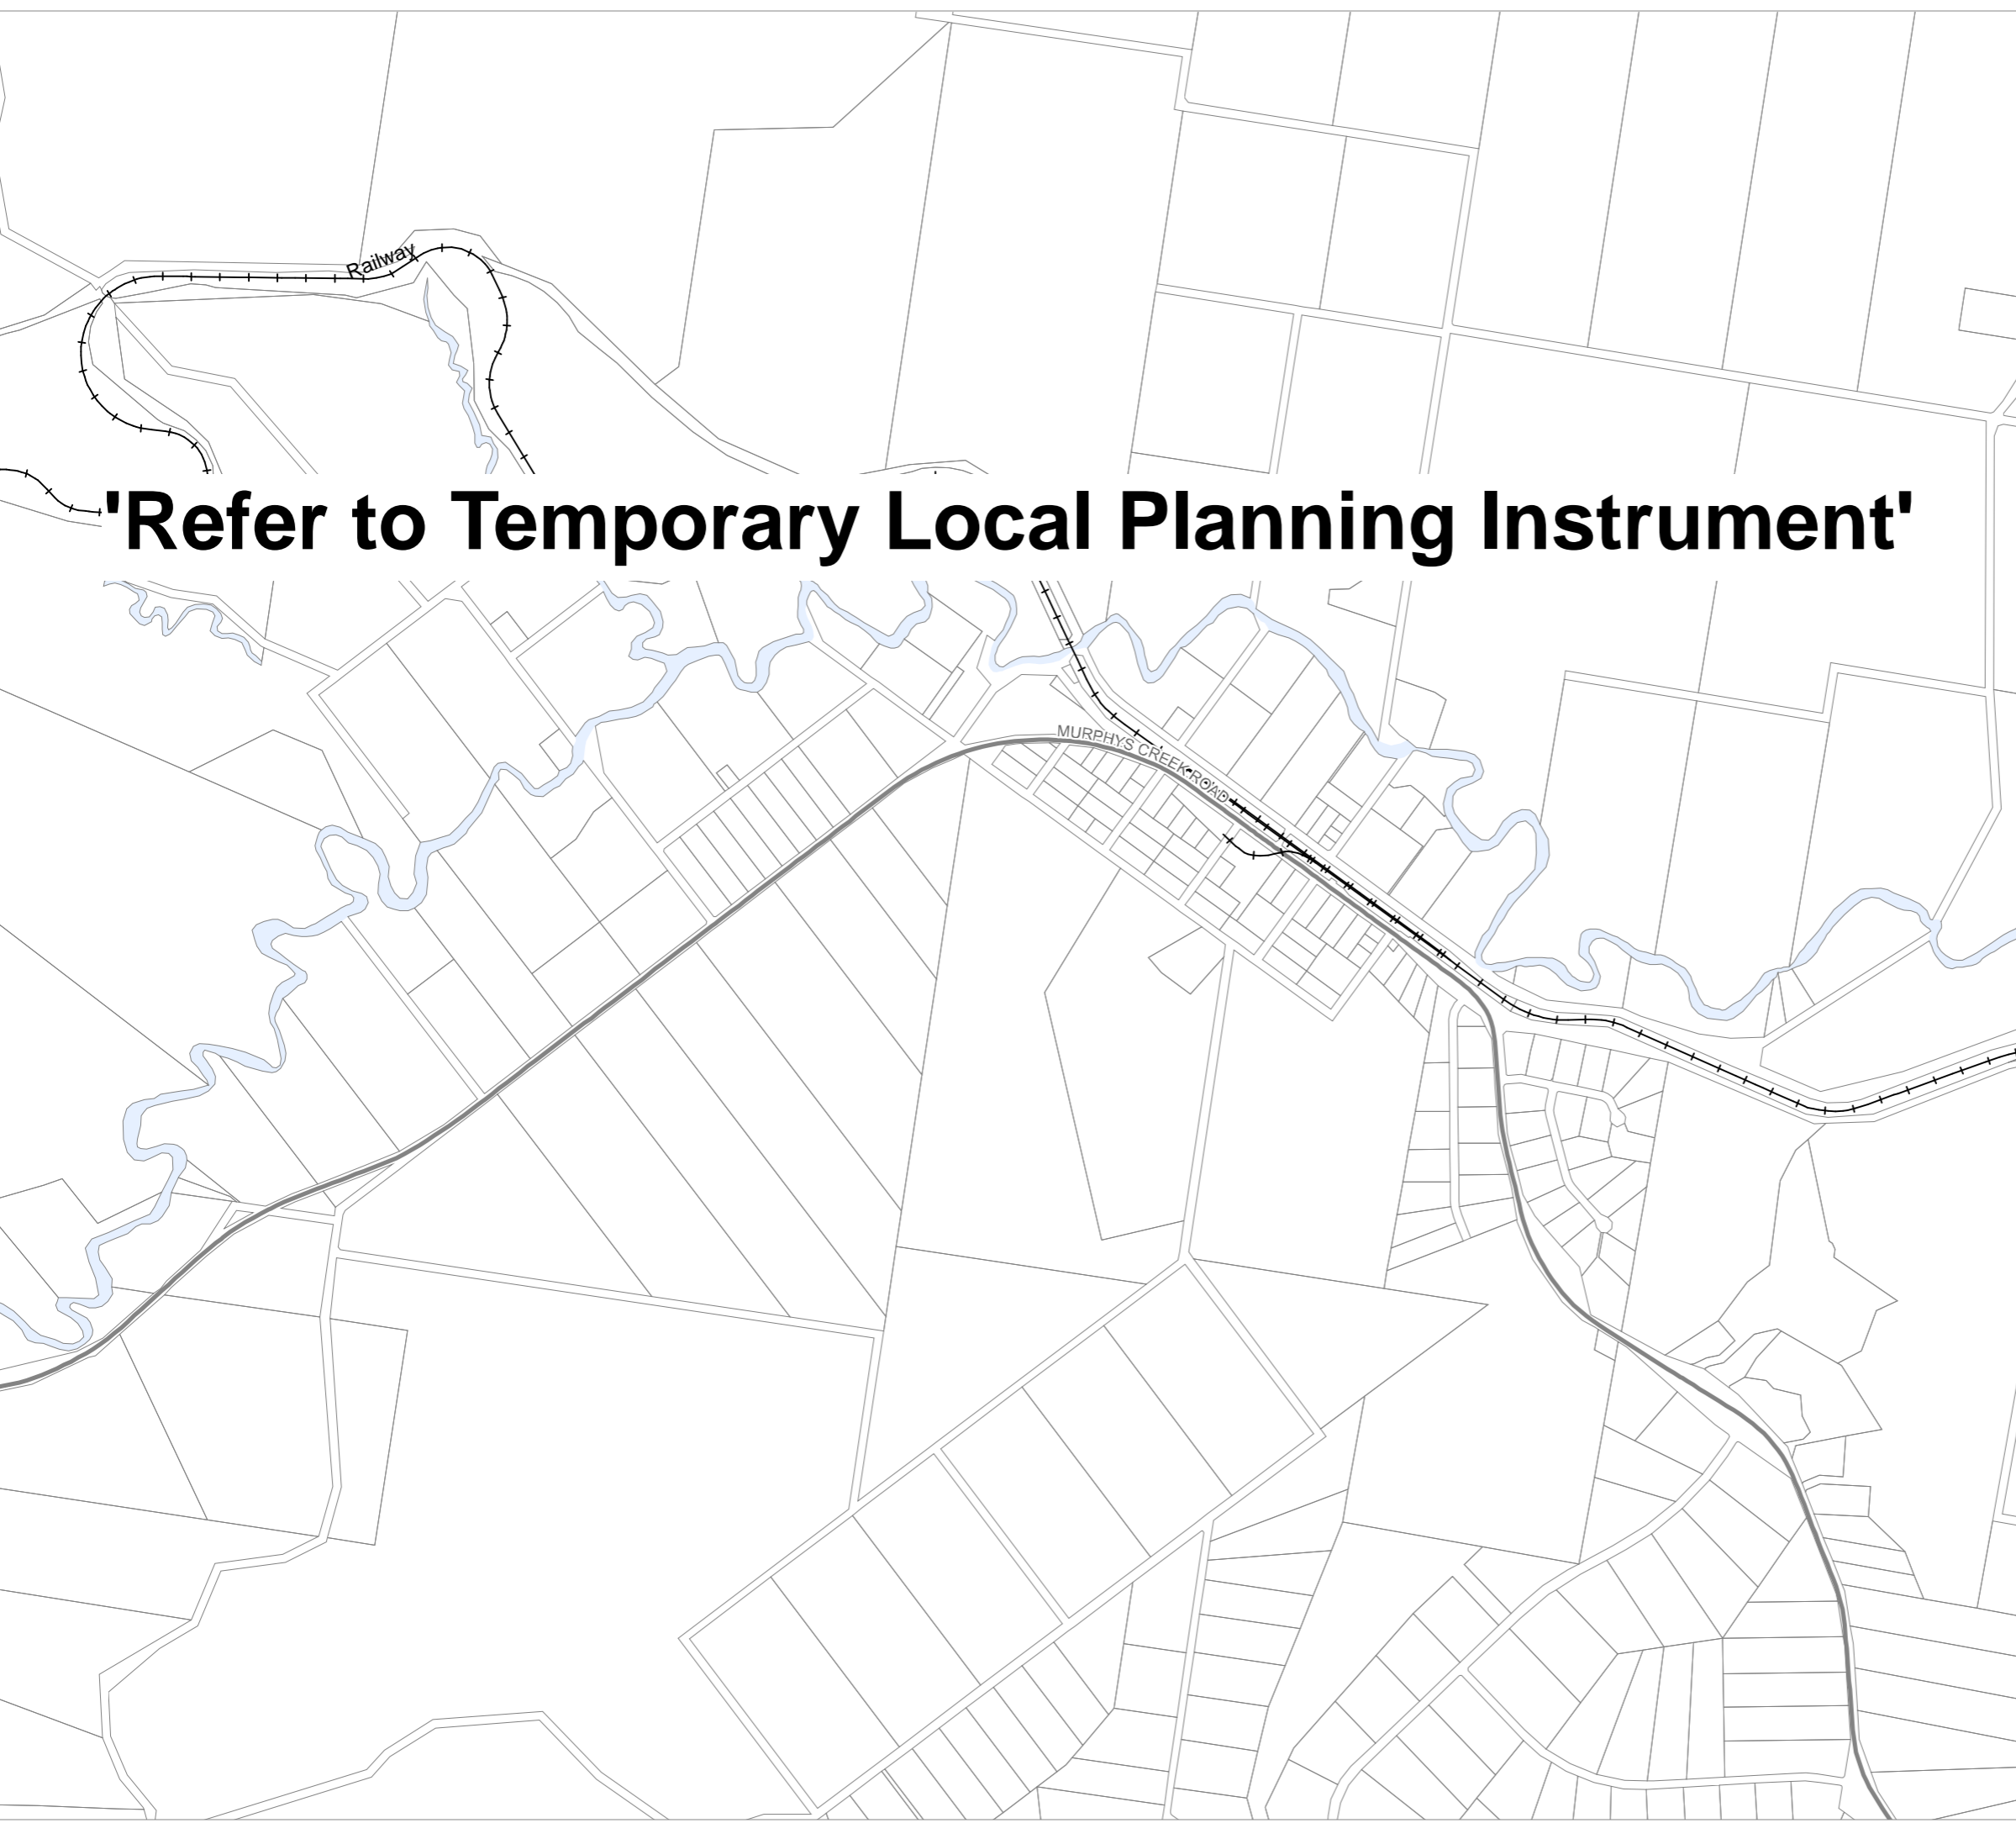 Railway
'Refer to Temporary Local Planning Instrument'
MURPHYS CREEK ROAD